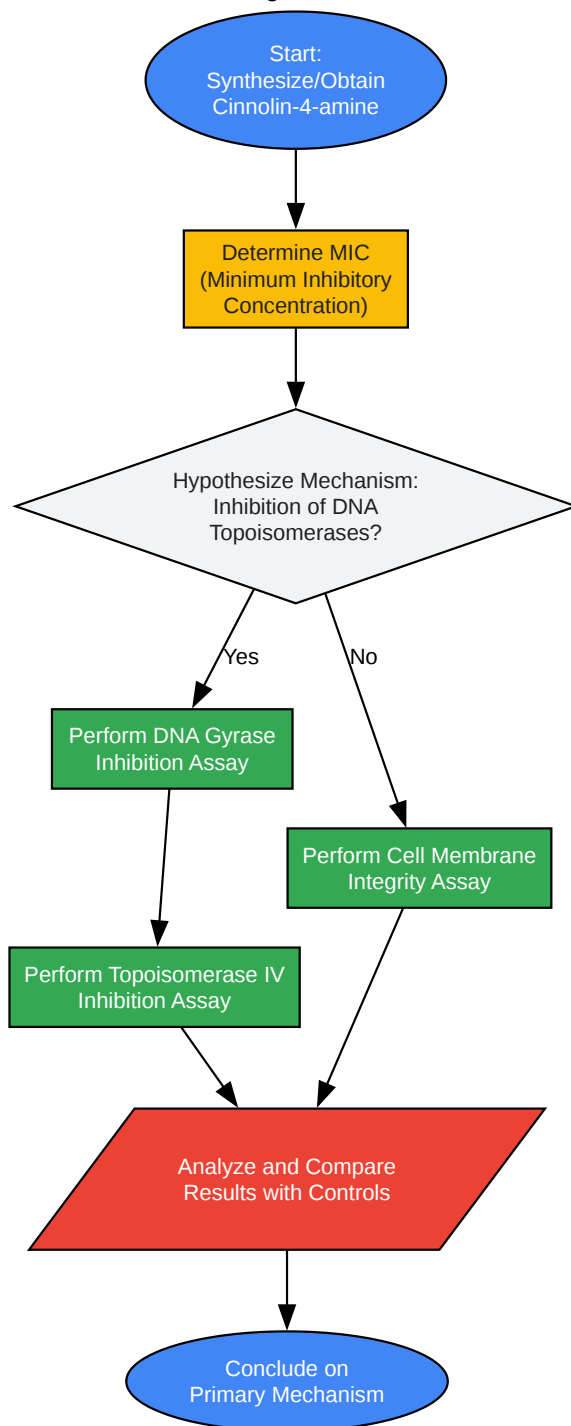 Start:
Synthesize/Obtain
Cinnolin-4-amine
Determine MIC
(Minimum Inhibitory
Concentration)
Hypothesize Mechanism:
Inhibition of DNA
Topoisomerases?
Yes
No
Perform DNA Gyrase
Inhibition Assay
Perform Cell Membrane
Integrity Assay
Perform Topoisomerase IV
Inhibition Assay
Analyze and Compare
Results with Controls
Conclude on
Primary Mechanism